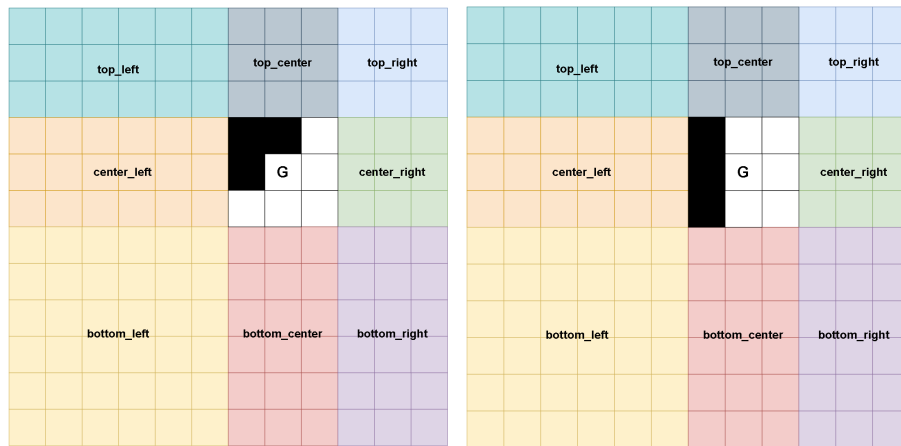 top_left
top_center
top_right
center_left
G
center_right
bottom_left
bottom_center
bottom_right
top_left
top_center
top_right
center_left
G
center_right
bottom_left
bottom_center
bottom_right